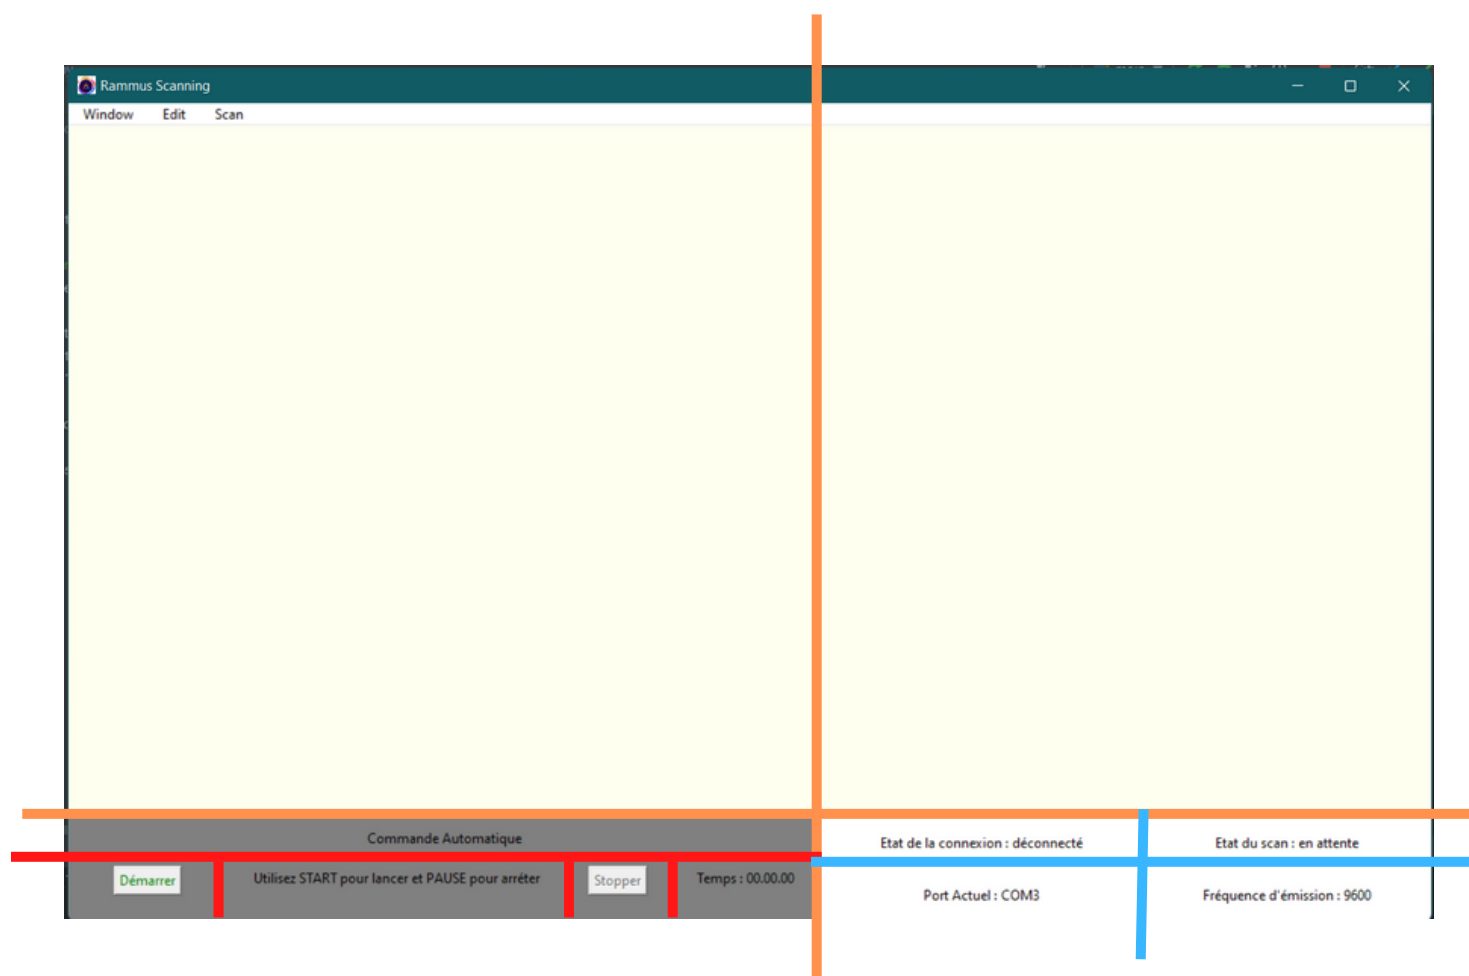 Rammus Scanning
Window Edit Scan
Commande Automatique
Etat de la connexion : déconnecté
Etat du scan : en attente
Démarrer
Utilisez START pour lancer et PAUSE pour arréter
Stopper
Temps : 00.00.00
Port Actuel : COM3
Fréquence d'émission : 9600